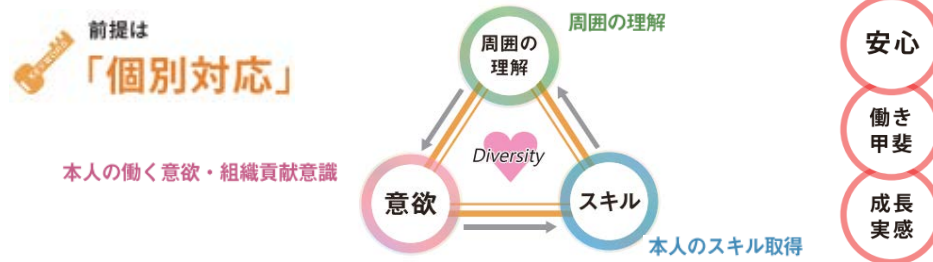 前提は
「個別対応」
KEYWORD
周囲の理解
周囲の
理解
Diversity
本人の働く意欲・組織貢献意識
意欲
スキル
本人のスキル取得
安心
働き
甲斐
成長
実感